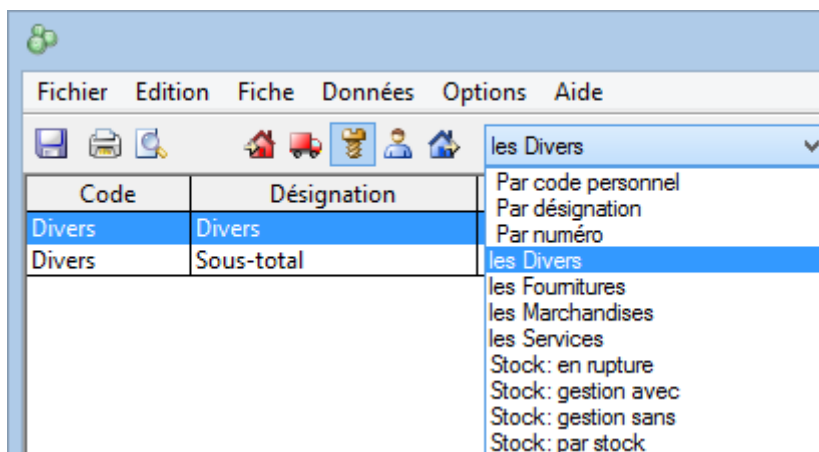 Fichier Edition Fiche Données Options Aide
les Divers
Code Désignation
Par code personnel
Par désignation
Par numéro
Divers Divers
Divers Sous-total
les Divers
les Fournitures
les Marchandises
les Services
Stock: en rupture
Stock: gestion avec
Stock: gestion sans
Stock: par stock